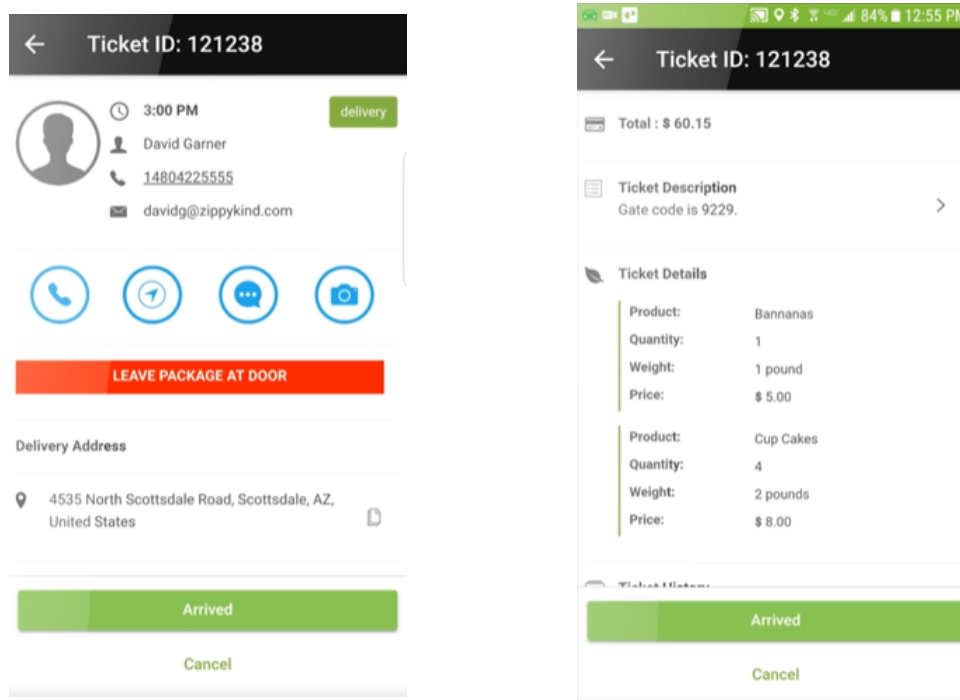 Ticket ID: 121238
3:00 PM
delivery
David Garner
14804225555
davidg@zippykind.com
LEAVE PACKAGE AT DOOR
Delivery Address
4535 North Scottsdale Road, Scottsdale, AZ,
United States
Arrived
Cancel
84% 12:55 PM
Ticket ID: 121238
Total : $ 60.15
Ticket Description
Gate code is 9229.
Ticket Details
Product: Bannanas
Quantity: 1
Weight: 1 pound
Price: $ 5.00
Product: Cup Cakes
Quantity: 4
Weight: 2 pounds
Price: $ 8.00
Ticket History
Arrived
Cancel